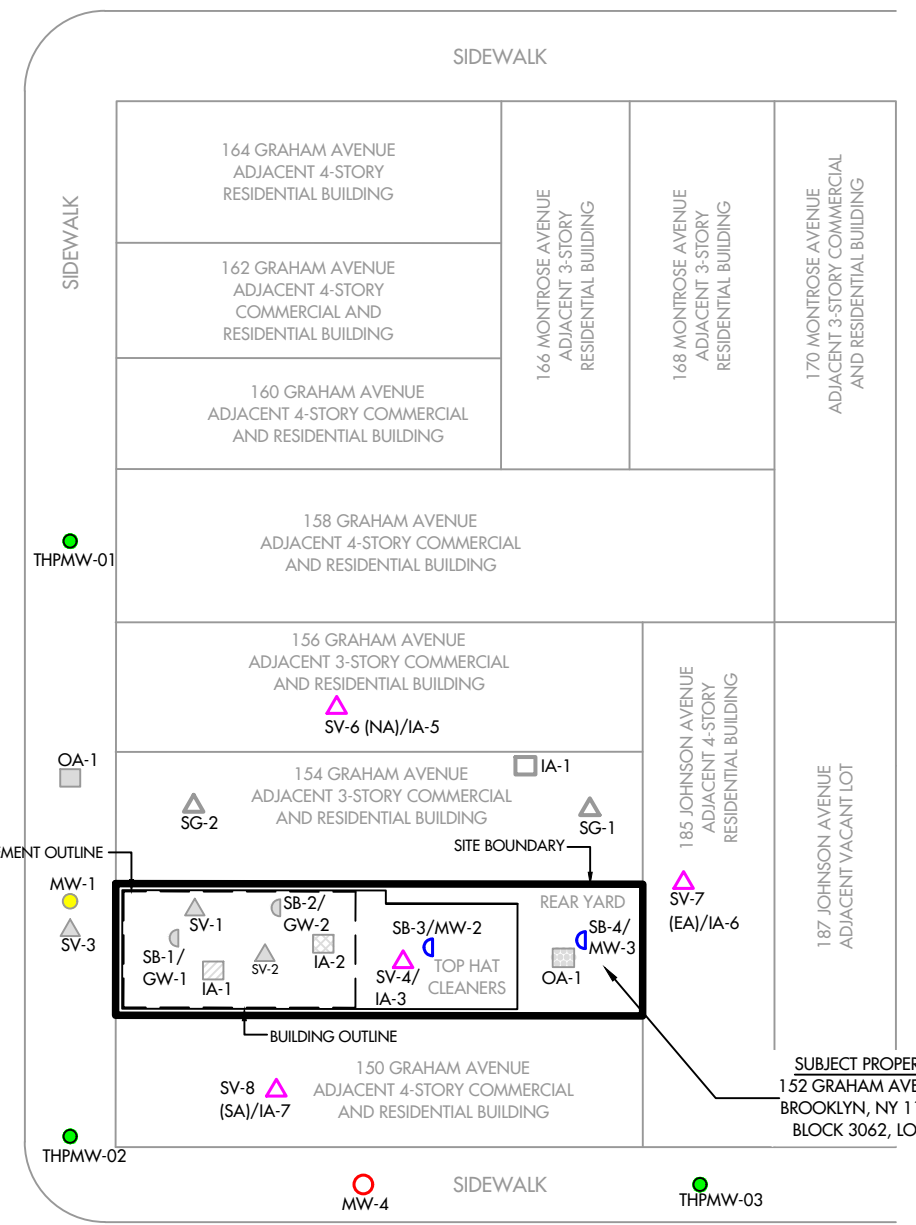 SIDEWALK
SIDEWALK
164 GRAHAM AVENUE
ADJACENT 4-STORY
RESIDENTIAL BUILDING
162 GRAHAM AVENUE
ADJACENT 4-STORY
COMMERCIAL AND
RESIDENTIAL BUILDING
160 GRAHAM AVENUE
ADJACENT 4-STORY COMMERCIAL
AND RESIDENTIAL BUILDING
166 MONTROSE AVENUE
ADJACENT 3-STORY
RESIDENTIAL BUILDING
168 MONTROSE AVENUE
ADJACENT 3-STORY
RESIDENTIAL BUILDING
170 MONTROSE AVENUE
ADJACENT 3-STORY COMMERCIAL
AND RESIDENTIAL BUILDING
158 GRAHAM AVENUE
ADJACENT 4-STORY COMMERCIAL
AND RESIDENTIAL BUILDING
THPMW-01
156 GRAHAM AVENUE
ADJACENT 3-STORY COMMERCIAL
AND RESIDENTIAL BUILDING
SV-6 (NA)/IA-5
185 JOHNSON AVENUE
ADJACENT 4-STORY
RESIDENTIAL BUILDING
187 JOHNSON AVENUE
ADJACENT VACANT LOT
OA-1
154 GRAHAM AVENUE
ADJACENT 3-STORY COMMERCIAL
AND RESIDENTIAL BUILDING
IA-1
SG-2
SG-1
SITE BOUNDARY
EMENT OUTLINE
MW-1
SV-3
SV-1
SB-1/
GW-1
IA-1
SV-2
SB-2/
GW-2
IA-2
SB-3/MW-2
SV-4/
IA-3
TOP HAT
CLEANERS
REAR YARD
SB-4/
MW-3
OA-1
SV-7
(EA)/IA-6
BUILDING OUTLINE
150 GRAHAM AVENUE
ADJACENT 4-STORY COMMERCIAL
AND RESIDENTIAL BUILDING
SV-8
(SA)/IA-7
SUBJECT PROPER
152 GRAHAM AVE
BROOKLYN, NY 11
BLOCK 3062, LO
THPMW-02
MW-4
SIDEWALK
THPMW-03